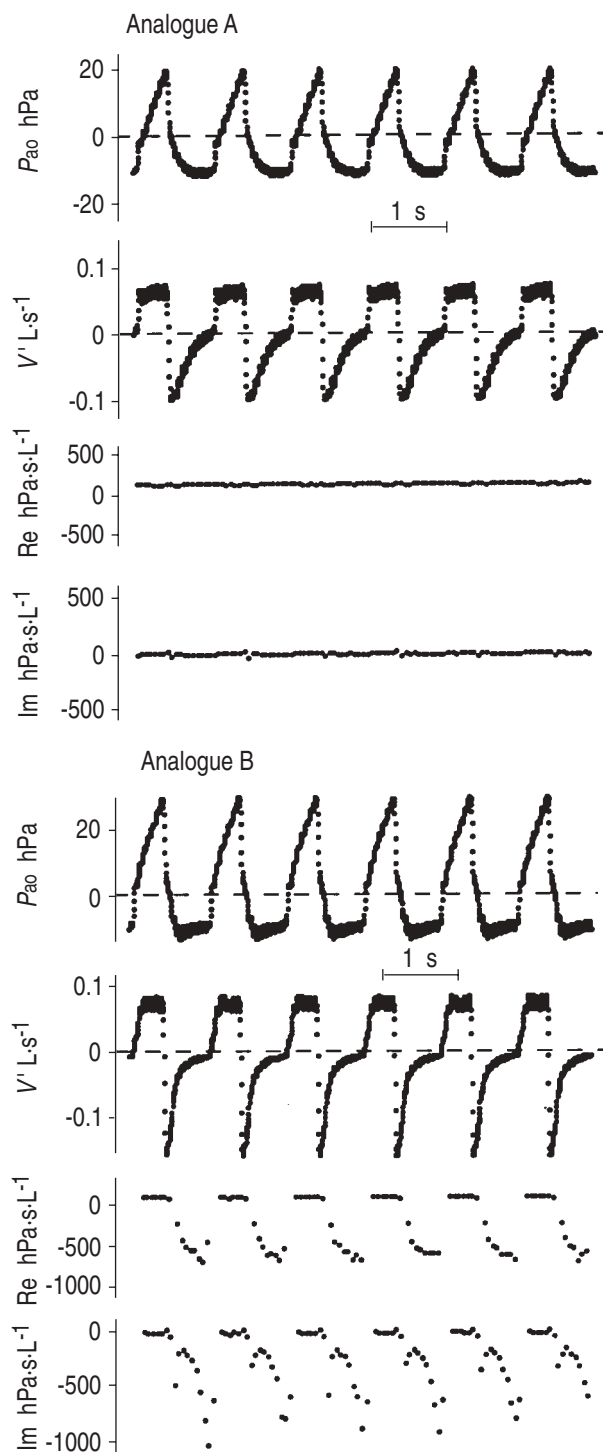 Analogue A
20
0
-20
Pao hPa
1 s
0.1
0
-0.1
V' L·s-1
500
0
-500
Re hPa·s·L-1
500
0
-500
Im hPa·s·L-1
Analogue B
20
0
Pao hPa
1 s
0.1
0
-0.1
V' L·s-1
0
-500
-1000
Re hPa·s·L-1
0
-500
-1000
Im hPa·s·L-1